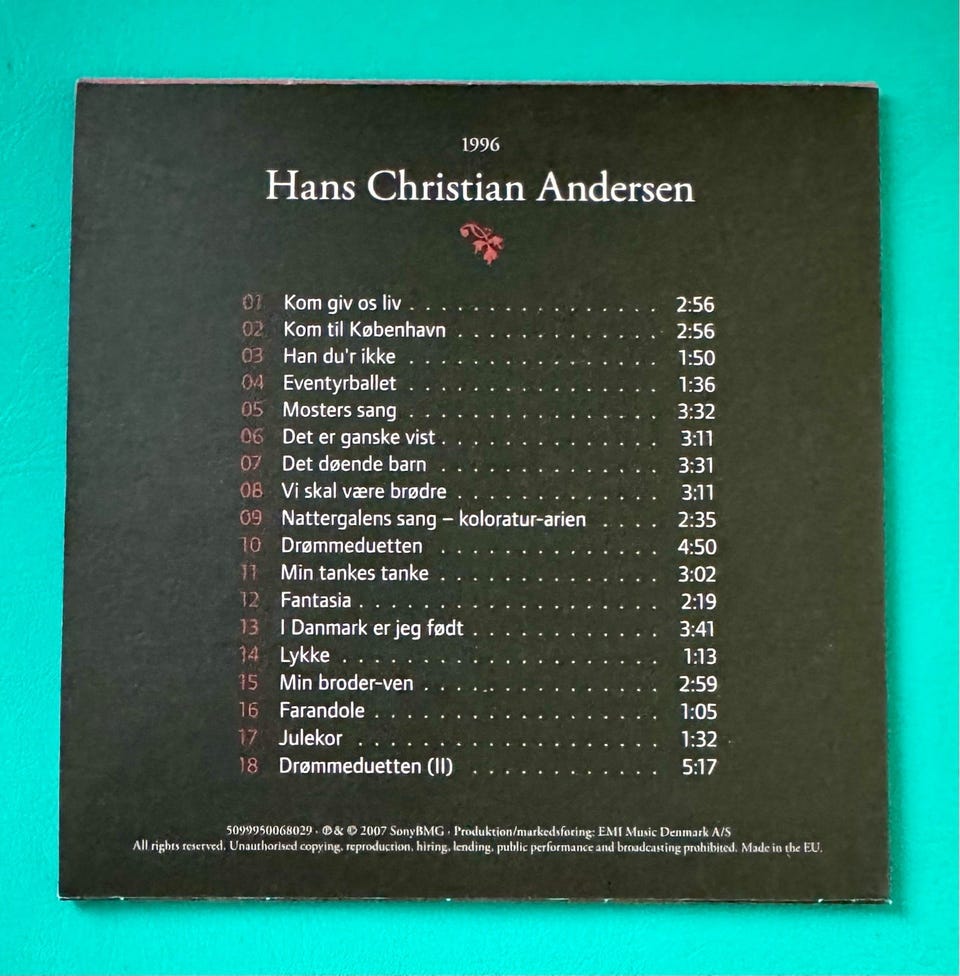 1996
Hans Christian Andersen
01 Kom giv os liv . . . . . . . . . . . . . . . . 2:56
02 Kom til København . . . . . . . . . . . . . 2:56
03 Han du'r ikke . . . . . . . . . . . . . . . . 1:50
04 Eventyrballet . . . . . . . . . . . . . . . . 1:36
05 Mosters sang . . . . . . . . . . . . . . . . 3:32
06 Det er ganske vist . . . . . . . . . . . . . . 3:11
07 Det døende barn . . . . . . . . . . . . . . 3:31
08 Vi skal være brødre . . . . . . . . . . . . . 3:11
09 Nattergalens sang – koloratur-arien . . . . 2:35
10 Drømmeduetten . . . . . . . . . . . . . . 4:50
11 Min tankes tanke . . . . . . . . . . . . . . 3:02
12 Fantasia . . . . . . . . . . . . . . . . . . . 2:19
13 I Danmark er jeg født . . . . . . . . . . . . 3:41
14 Lykke . . . . . . . . . . . . . . . . . . . . 1:13
15 Min broder-ven . . . . . . . . . . . . . . . 2:59
16 Farandole . . . . . . . . . . . . . . . . . . 1:05
17 Julekor . . . . . . . . . . . . . . . . . . . 1:32
18 Drømmeduetten (II) . . . . . . . . . . . . 5:17
5099950068029 · ℗ & © 2007 SonyBMG · Produktion/markedsføring: EMI Music Denmark A/S
All rights reserved. Unauthorised copying, reproduction, hiring, lending, public performance and broadcasting prohibited. Made in the EU.